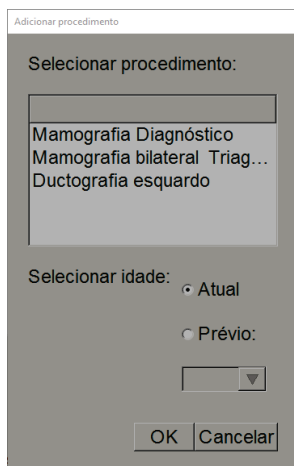 Adicionar procedimento
Selecionar procedimento:
Mamografia Diagnóstico
Mamografia bilateral Triag...
Ductografia esquardo
Selecionar idade:
Atual
Prévio:
OK Cancelar